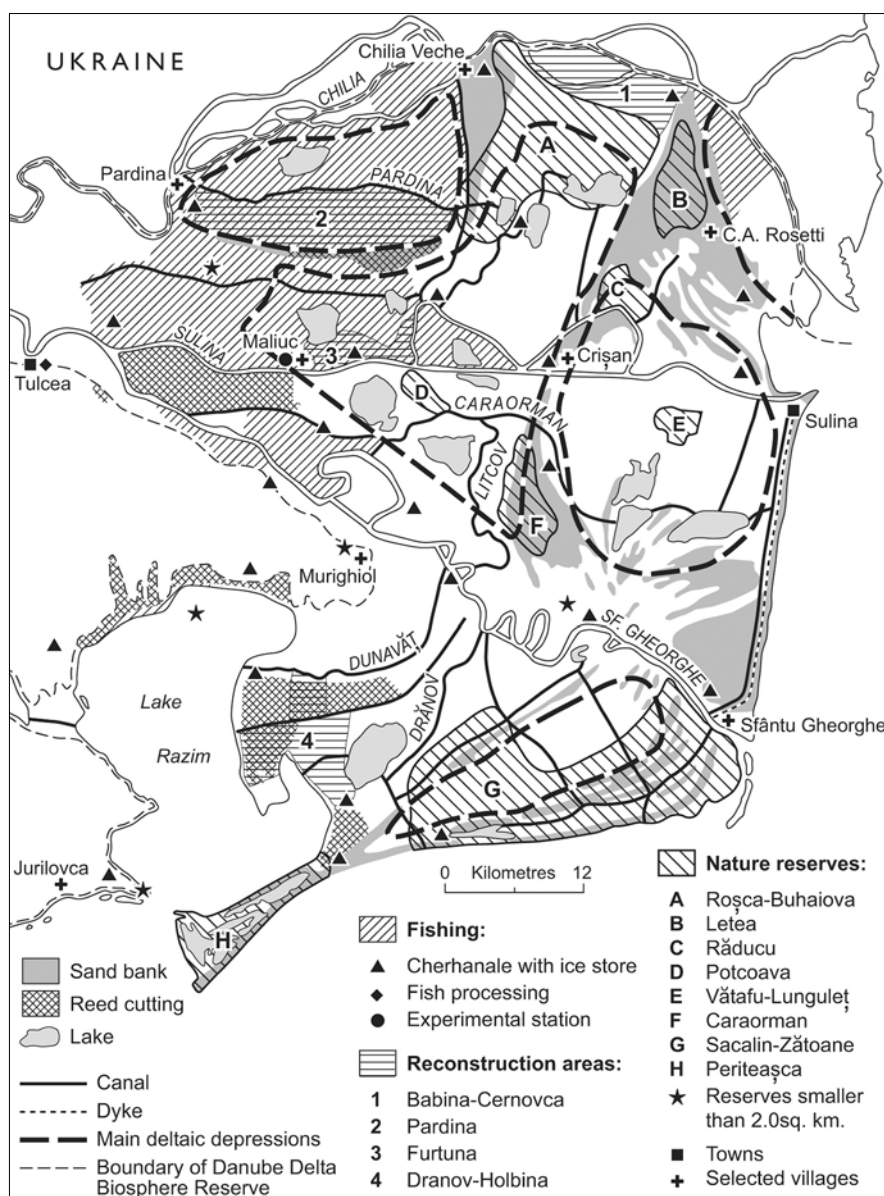 UKRAINE
Chilia Veche
CHILIA
1
A
Pardina
PARDINA
B
2
C.A. Rosetti
C
SULINA
Maliuc
3
Crișan
Tulcea
D
CARAORMAN
Sulina
E
LITCOV
F
Murighiol
SF. GHEORGHE
DUNAVĂȚ
DRĂNOV
Lake
Razim
4
Sfântu Gheorghe
G
Jurilovca
H
0 Kilometres 12
Sand bank
Reed cutting
Lake
Canal
Dyke
Main deltaic depressions
Boundary of Danube Delta
Biosphere Reserve
Fishing:
Cherhanale with ice store
Fish processing
Experimental station
Reconstruction areas:
1 Babina-Cernovca
2 Pardina
3 Furtuna
4 Dranov-Holbina
Nature reserves:
A Roșca-Buhaiova
B Letea
C Răducu
D Potcoava
E Vătafu-Lunguleț
F Caraorman
G Sacalin-Zătoane
H Periteașca
Reserves smaller
than 2.0sq. km.
Towns
Selected villages